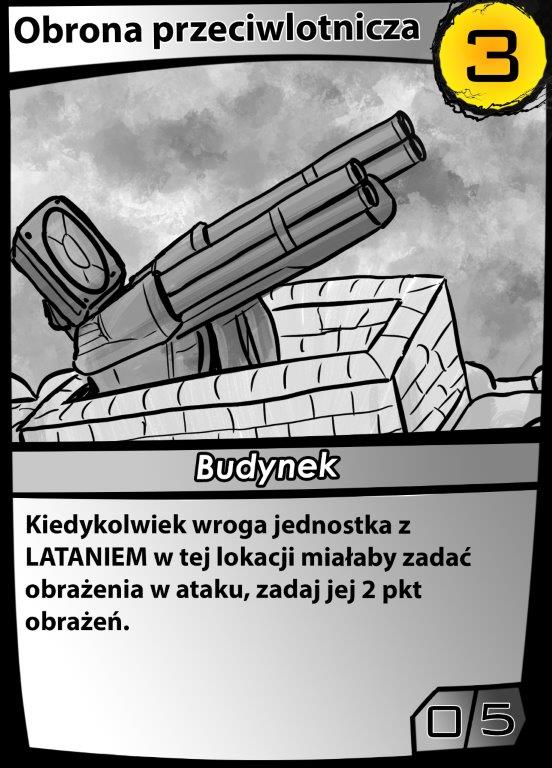 Obrona przeciwlotnicza
3
Budynek
Kiedykolwiek wroga jednostka z
LATANIEM w tej lokacji miałaby zadać
obrażenia w ataku, zadaj jej 2 pkt
obrażeń.
0 5